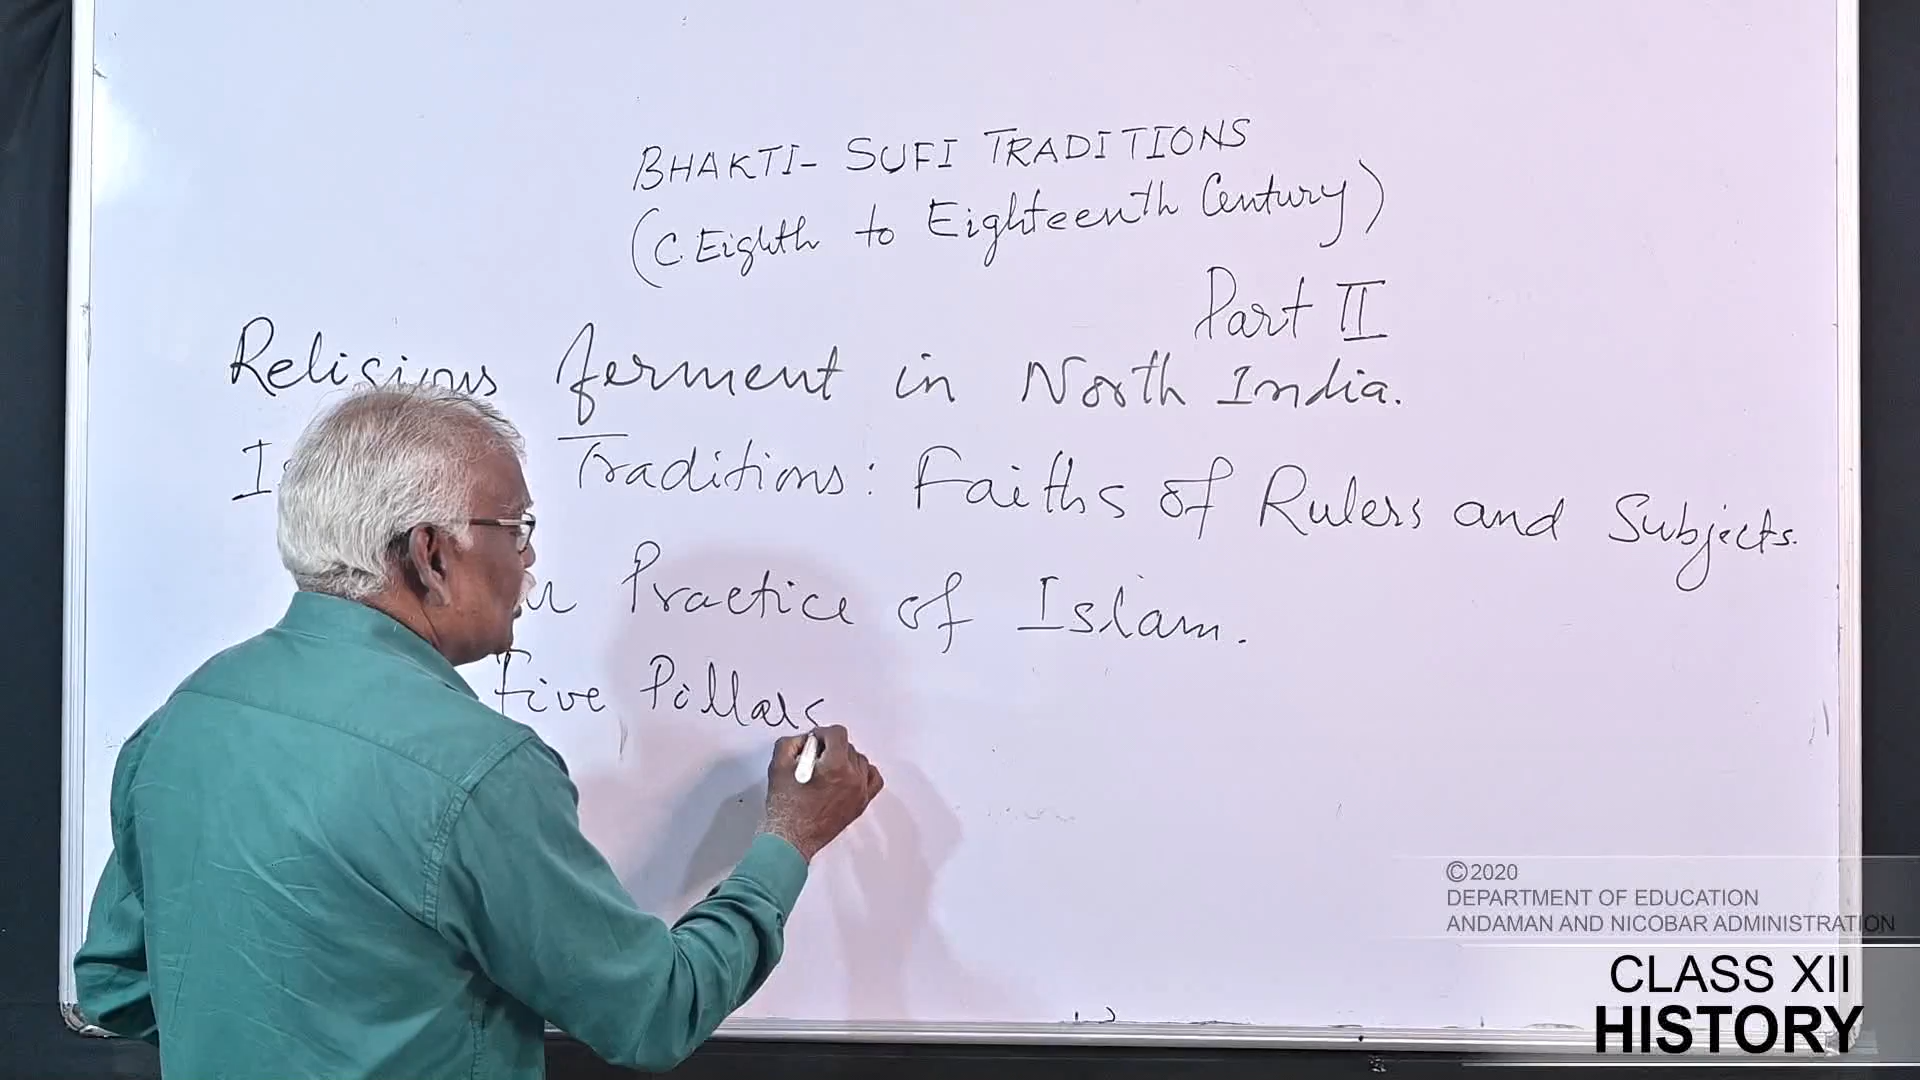 BHAKTI- SUFI TRADITIONS
(C. Eighth to Eighteenth Century)
Part II
Religious ferment in North India.
Traditions: Faiths of Rulers and Subjects.
Practice of Islam.
Five Pillars
©2020
DEPARTMENT OF EDUCATION
ANDAMAN AND NICOBAR ADMINISTRATION
CLASS XII
HISTORY